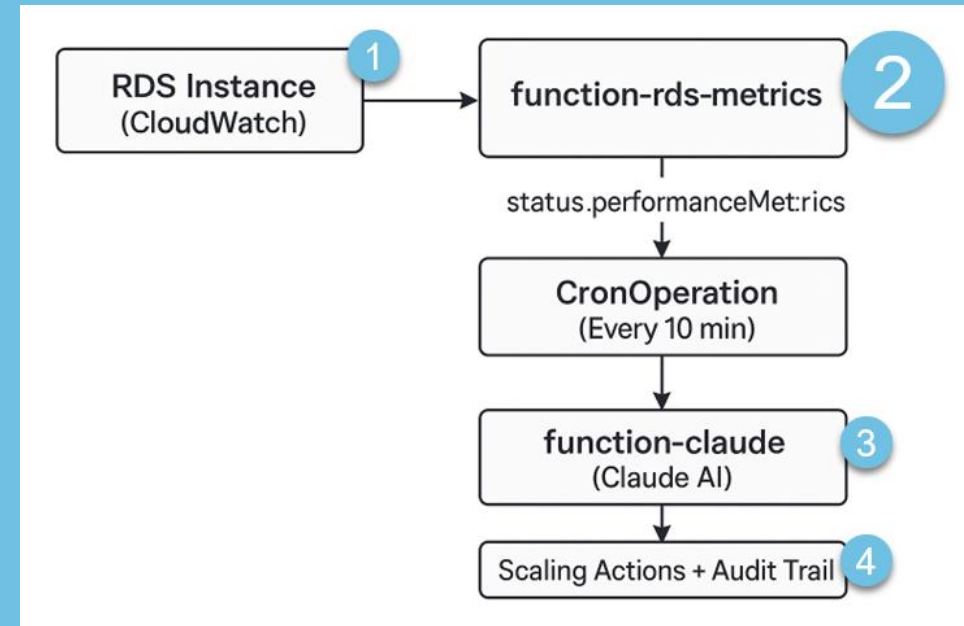 RDS Instance
(CloudWatch)
1
function-rds-metrics
2
status.performanceMet:rics
CronOperation
(Every 10 min)
function-claude
(Claude AI)
3
Scaling Actions + Audit Trail
4